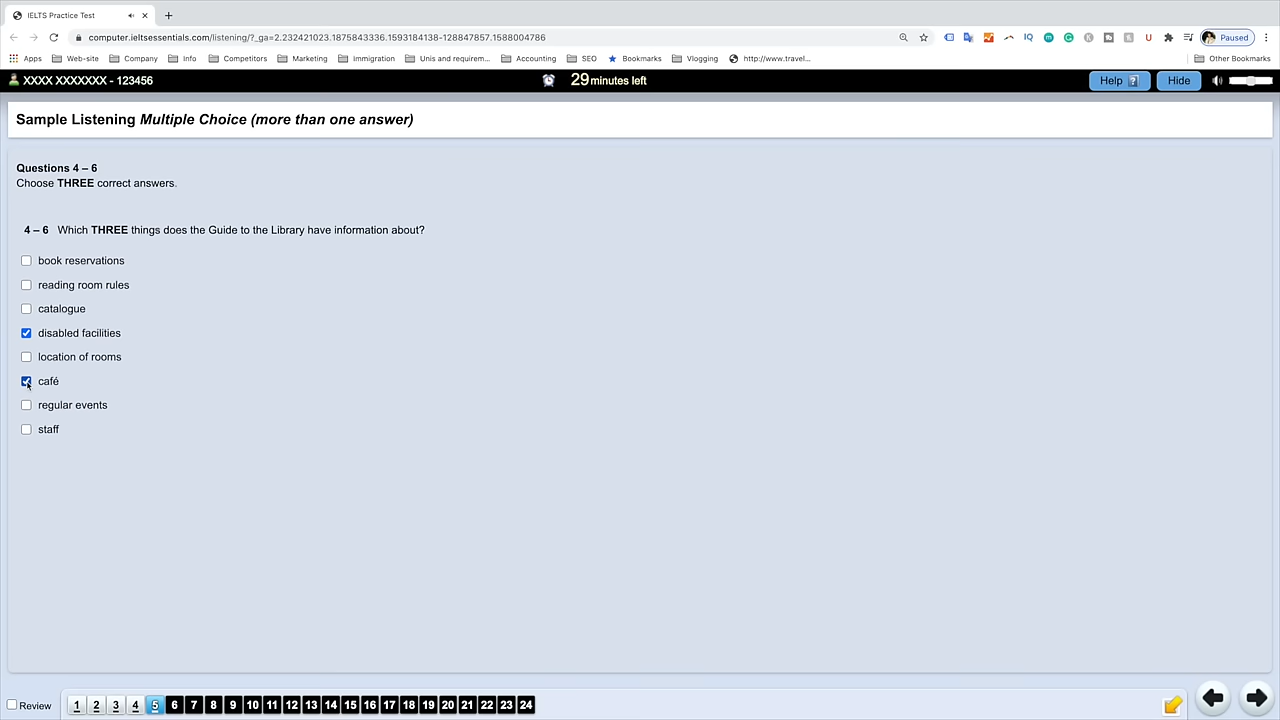 IELTS Practice Test
computer.ieltsessentials.com/listening/?_ga=2.232421023.1875843336.1593184138-128847857.1588004786
Paused
Apps Web-site Company Info Competitors Marketing Immigration Unis and requirem... Accounting SEO Bookmarks Vlogging http://www.travel... Other Bookmarks
XXXX XXXXXXX - 123456 29 minutes left Help ? Hide
Sample Listening Multiple Choice (more than one answer)
Questions 4 – 6
Choose THREE correct answers.
4 – 6 Which THREE things does the Guide to the Library have information about?
book reservations
reading room rules
catalogue
disabled facilities
location of rooms
café
regular events
staff
Review 1 2 3 4 5 6 7 8 9 10 11 12 13 14 15 16 17 18 19 20 21 22 23 24